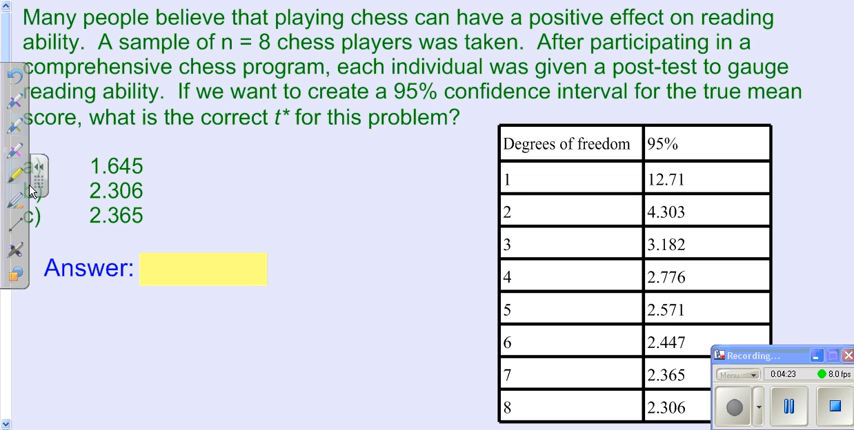 Many people believe that playing chess can have a positive effect on reading
ability. A sample of n = 8 chess players was taken. After participating in a
comprehensive chess program, each individual was given a post-test to gauge
reading ability. If we want to create a 95% confidence interval for the true mean
score, what is the correct t* for this problem?
a) 1.645
b) 2.306
c) 2.365
Answer:
Degrees of freedom 95%
1 12.71
2 4.303
3 3.182
4 2.776
5 2.571
6 2.447
7 2.365
8 2.306
Recording...
Menu 0:04:23 8.0 fps